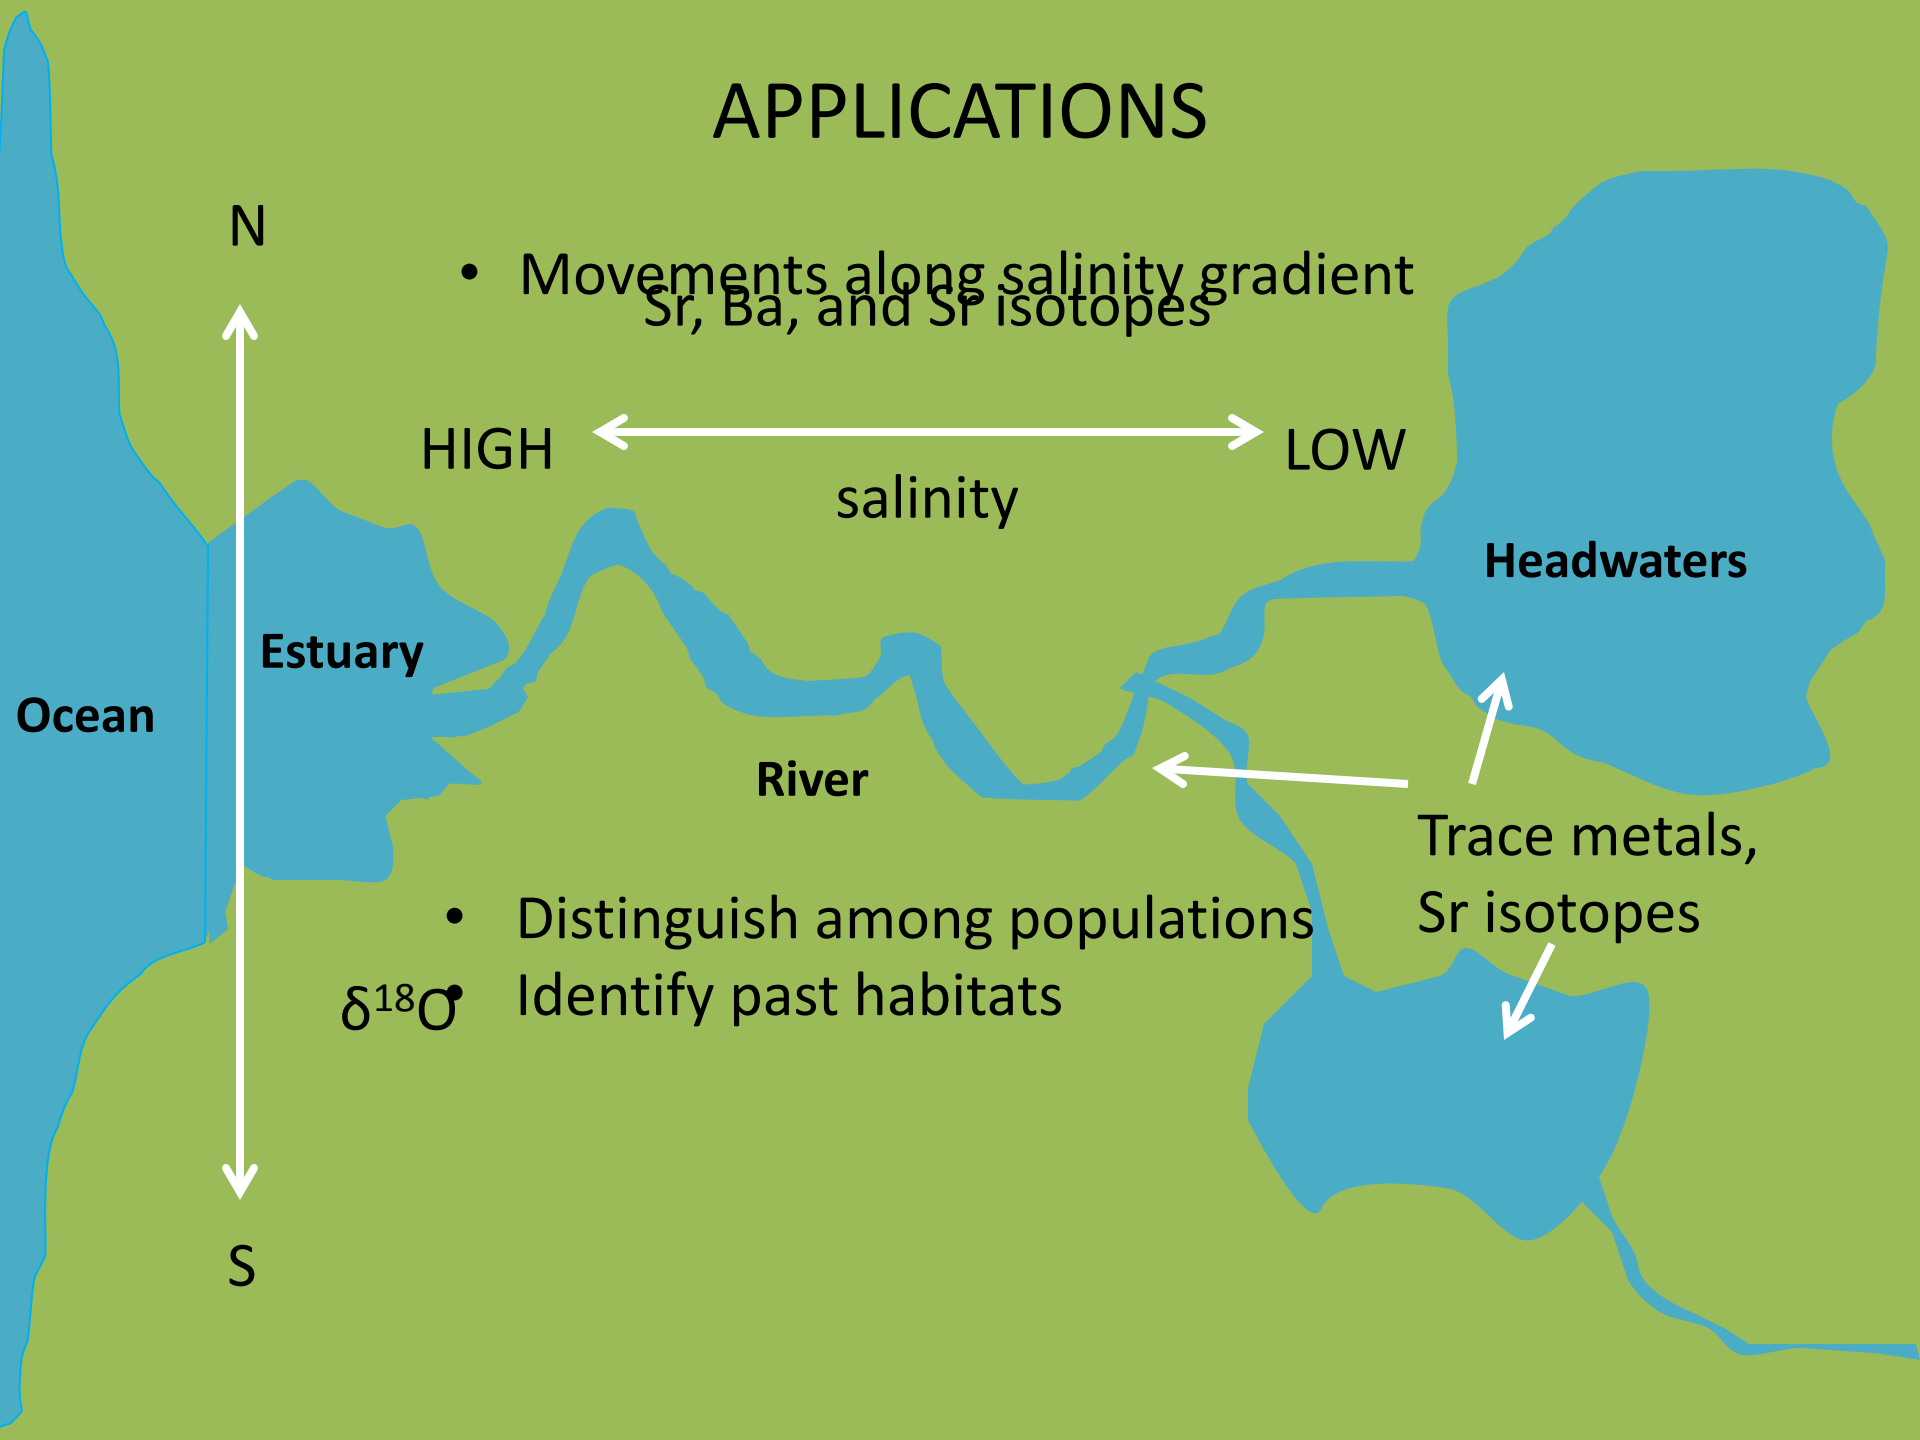 APPLICATIONS
N
• Movements along salinity gradient
Sr, Ba, and Sr isotopes
HIGH
LOW
salinity
Headwaters
Estuary
Ocean
River
Trace metals,
Sr isotopes
• Distinguish among populations
• Identify past habitats
δ¹⁸O
S